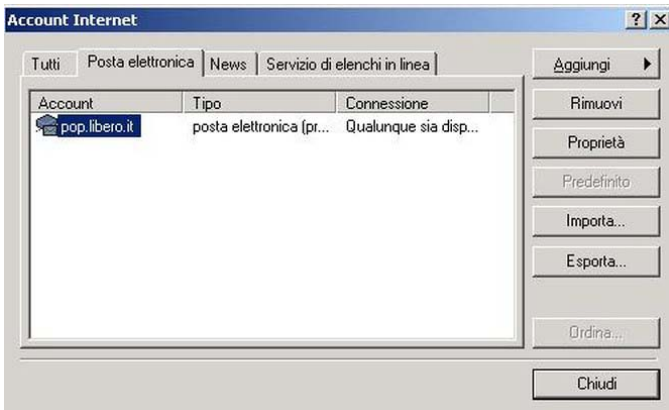 Account Internet
Tutti Posta elettronica News Servizio di elenchi in linea
Account Tipo Connessione
pop.libero.it posta elettronica (pr... Qualunque sia disp...
Aggiungi
Rimuovi
Proprietà
Predefinito
Importa...
Esporta...
Ordina...
Chiudi